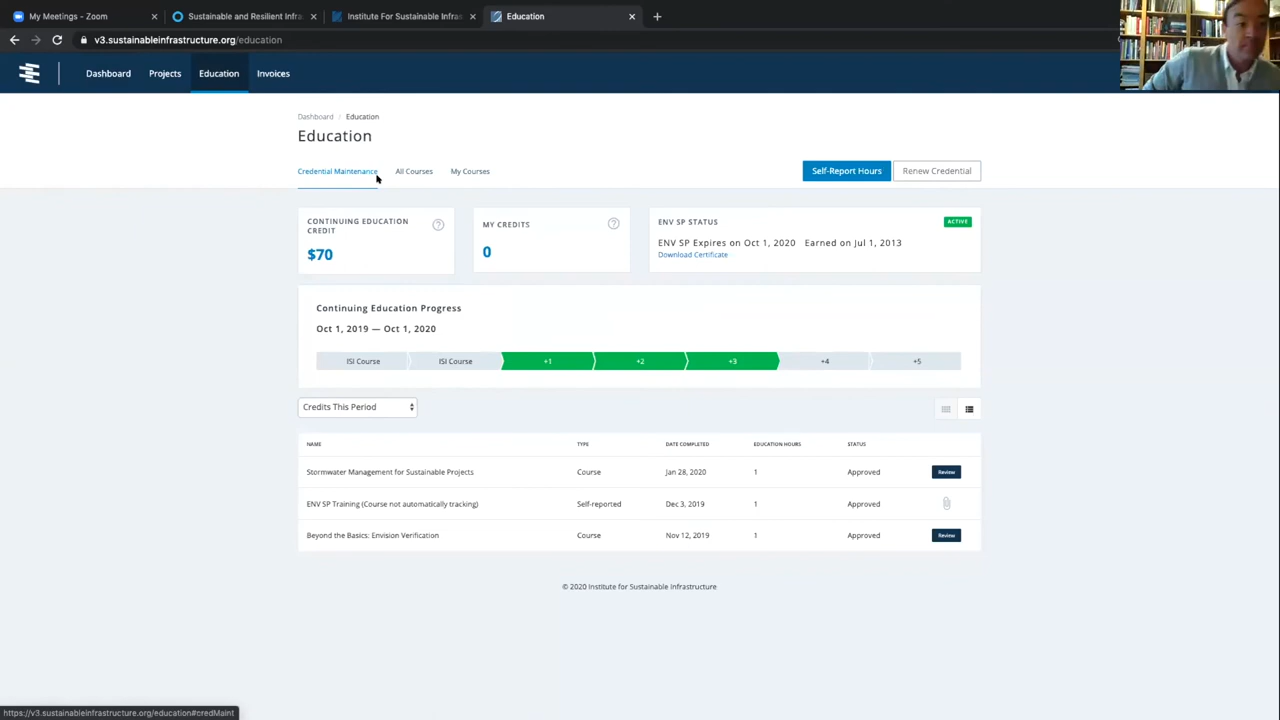 My Meetings - Zoom
Sustainable and Resilient Infra
Institute For Sustainable Infras
Education
v3.sustainableinfrastructure.org/education
Dashboard Projects Education Invoices
Dashboard / Education
Education
Credential Maintenance All Courses My Courses
Self-Report Hours Renew Credential
CONTINUING EDUCATION
CREDIT
?
$70
MY CREDITS
?
0
ENV SP STATUS
ACTIVE
ENV SP Expires on Oct 1, 2020 Earned on Jul 1, 2013
Download Certificate
Continuing Education Progress
Oct 1, 2019 — Oct 1, 2020
ISI Course ISI Course +1 +2 +3 +4 +5
Credits This Period
NAME TYPE DATE COMPLETED EDUCATION HOURS STATUS
Stormwater Management for Sustainable Projects Course Jan 28, 2020 1 Approved Review
ENV SP Training (Course not automatically tracking) Self-reported Dec 3, 2019 1 Approved
Beyond the Basics: Envision Verification Course Nov 12, 2019 1 Approved Review
© 2020 Institute for Sustainable Infrastructure
https://v3.sustainableinfrastructure.org/education#credMaint